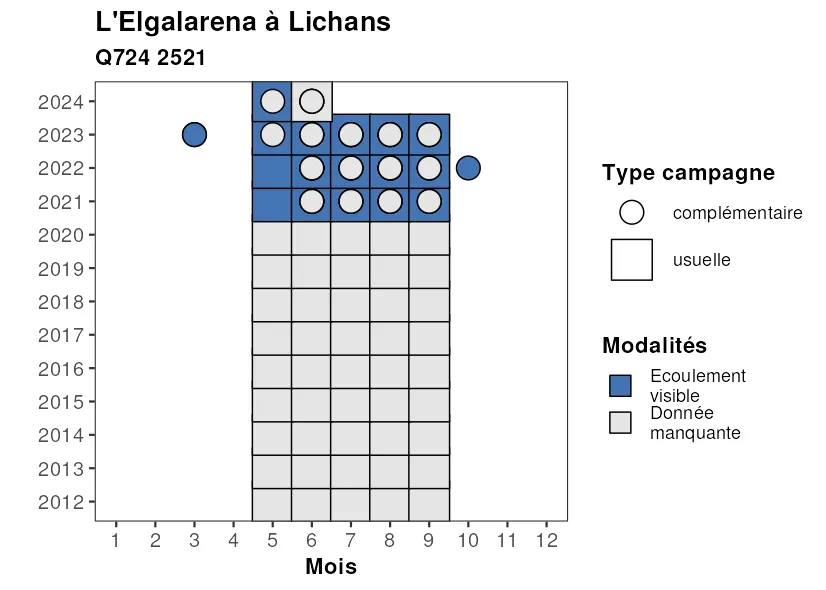 L'Elgalarena à Lichans
Q724 2521
2024
2023
2022
2021
2020
2019
2018
2017
2016
2015
2014
2013
2012
1 2 3 4 5 6 7 8 9 10 11 12
Mois
Type campagne
complémentaire
usuelle
Modalités
Ecoulement
visible
Donnée
manquante